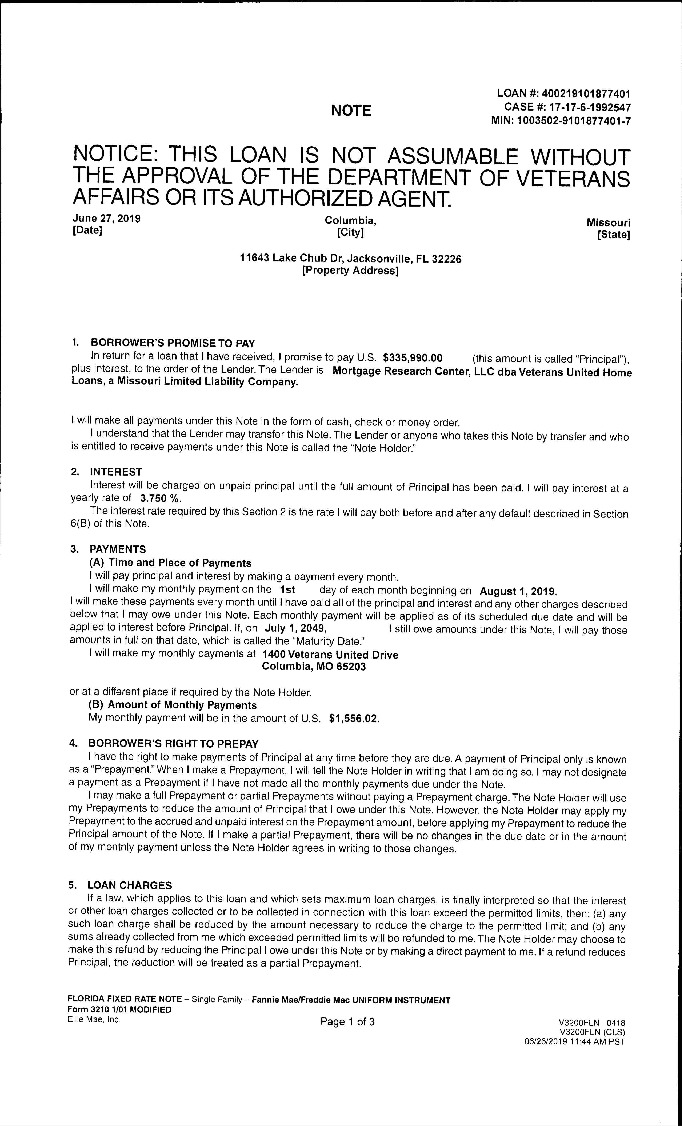 LOAN #: 400219101877401
NOTE
CASE #: 17-17-6-1992547
MIN: 1003502-9101877401-7
NOTICE: THIS LOAN IS NOT ASSUMABLE WITHOUT
THE APPROVAL OF THE DEPARTMENT OF VETERANS
AFFAIRS OR ITS AUTHORIZED AGENT.
June 27, 2019 Columbia, Missouri
[Date] [City] [State]
11643 Lake Chub Dr, Jacksonville, FL 32226
[Property Address]
1. BORROWER'S PROMISE TO PAY
In return for a loan that I have received, I promise to pay U.S. $335,990.00 (this amount is called "Principal"),
plus interest, to the order of the Lender. The Lender is Mortgage Research Center, LLC dba Veterans United Home
Loans, a Missouri Limited Liability Company.
I will make all payments under this Note in the form of cash, check or money order.
I understand that the Lender may transfer this Note. The Lender or anyone who takes this Note by transfer and who
is entitled to receive payments under this Note is called the "Note Holder."
2. INTEREST
Interest will be charged on unpaid principal until the full amount of Principal has been paid. I will pay interest at a
yearly rate of 3.750 %.
The interest rate required by this Section 2 is the rate I will pay both before and after any default described in Section
6(B) of this Note.
3. PAYMENTS
(A) Time and Place of Payments
I will pay principal and interest by making a payment every month.
I will make my monthly payment on the 1st day of each month beginning on August 1, 2019.
I will make these payments every month until I have paid all of the principal and interest and any other charges described
below that I may owe under this Note. Each monthly payment will be applied as of its scheduled due date and will be
applied to interest before Principal. If, on July 1, 2049, I still owe amounts under this Note, I will pay those
amounts in full on that date, which is called the "Maturity Date."
I will make my monthly payments at 1400 Veterans United Drive
Columbia, MO 65203
or at a different place if required by the Note Holder.
(B) Amount of Monthly Payments
My monthly payment will be in the amount of U.S. $1,556.02.
4. BORROWER'S RIGHT TO PREPAY
I have the right to make payments of Principal at any time before they are due. A payment of Principal only is known
as a "Prepayment." When I make a Prepayment, I will tell the Note Holder in writing that I am doing so. I may not designate
a payment as a Prepayment if I have not made all the monthly payments due under the Note.
I may make a full Prepayment or partial Prepayments without paying a Prepayment charge. The Note Holder will use
my Prepayments to reduce the amount of Principal that I owe under this Note. However, the Note Holder may apply my
Prepayment to the accrued and unpaid interest on the Prepayment amount, before applying my Prepayment to reduce the
Principal amount of the Note. If I make a partial Prepayment, there will be no changes in the due date or in the amount
of my monthly payment unless the Note Holder agrees in writing to those changes.
5. LOAN CHARGES
If a law, which applies to this loan and which sets maximum loan charges, is finally interpreted so that the interest
or other loan charges collected or to be collected in connection with this loan exceed the permitted limits, then: (a) any
such loan charge shall be reduced by the amount necessary to reduce the charge to the permitted limit; and (b) any
sums already collected from me which exceeded permitted limits will be refunded to me. The Note Holder may choose to
make this refund by reducing the Principal I owe under this Note or by making a direct payment to me. If a refund reduces
Principal, the reduction will be treated as a partial Prepayment.
FLORIDA FIXED RATE NOTE – Single Family – Fannie Mae/Freddie Mac UNIFORM INSTRUMENT
Form 3210 1/01 MODIFIED
Ellie Mae, Inc. Page 1 of 3 V3200FLN 0418
V3200FLN (CLS)
06/26/2019 11:44 AM PST